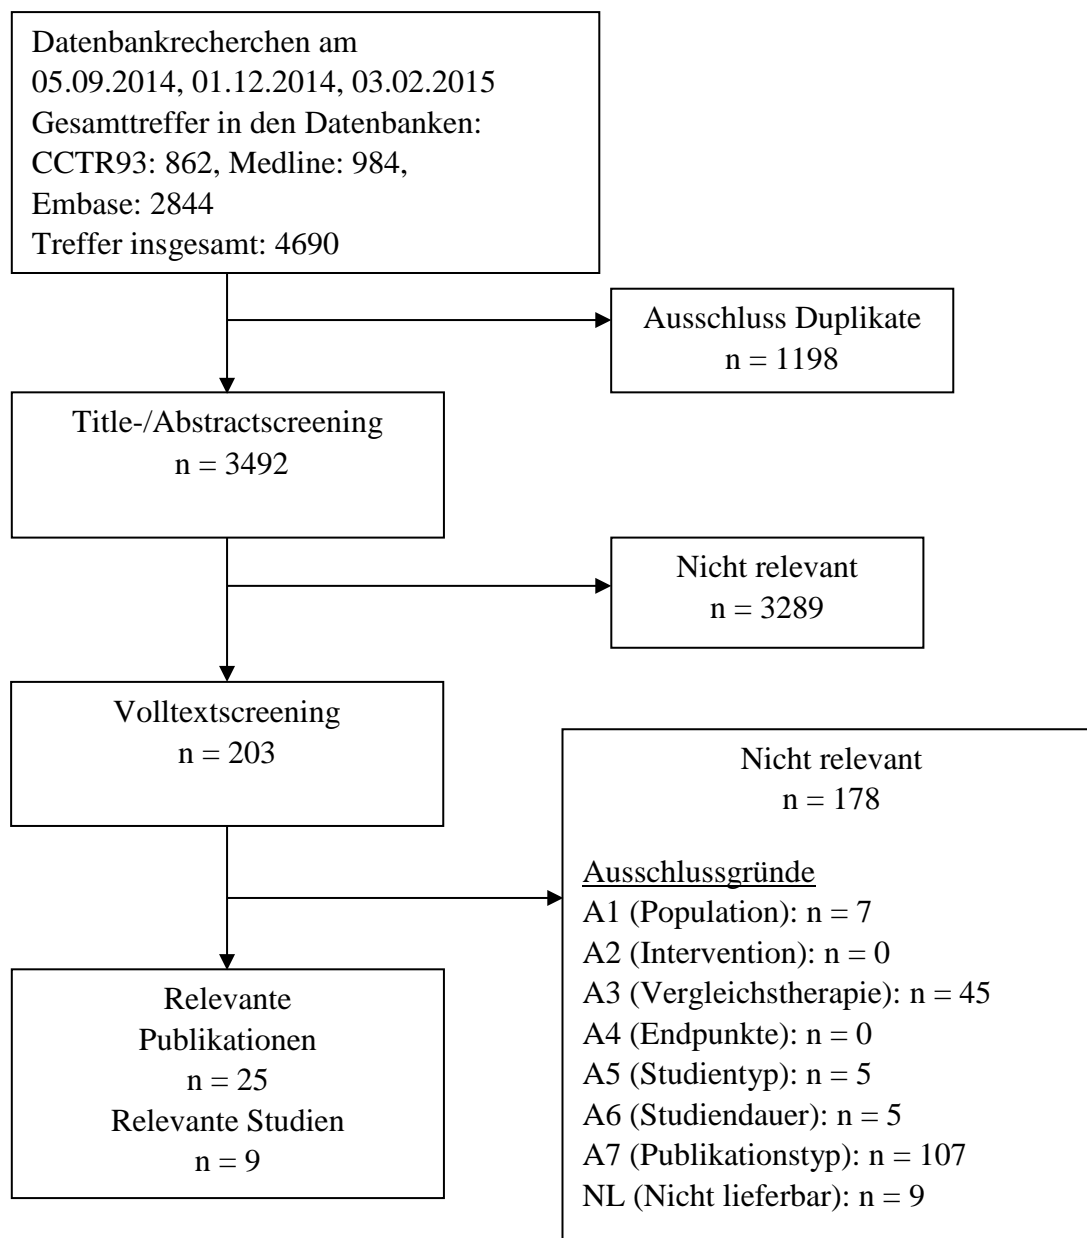 Datenbankrecherchen am
05.09.2014, 01.12.2014, 03.02.2015
Gesamttreffer in den Datenbanken:
CCTR93: 862, Medline: 984,
Embase: 2844
Treffer insgesamt: 4690
Ausschluss Duplikate
n = 1198
Title-/Abstractscreening
n = 3492
Nicht relevant
n = 3289
Volltextscreening
n = 203
Nicht relevant
n = 178
Ausschlussgründe
A1 (Population): n = 7
A2 (Intervention): n = 0
A3 (Vergleichstherapie): n = 45
A4 (Endpunkte): n = 0
A5 (Studientyp): n = 5
A6 (Studiendauer): n = 5
A7 (Publikationstyp): n = 107
NL (Nicht lieferbar): n = 9
Relevante
Publikationen
n = 25
Relevante Studien
n = 9